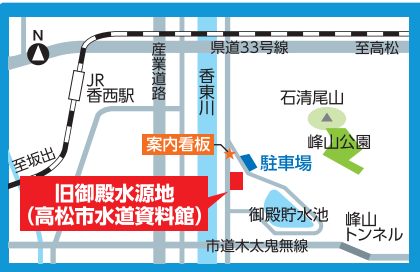 N
産業道路
県道33号線
至高松
JR
香西駅
香東川
石清尾山
案内看板
峰山公園
至坂出
駐車場
旧御殿水源地
(高松市水道資料館)
御殿貯水池
峰山
トンネル
市道木太鬼無線